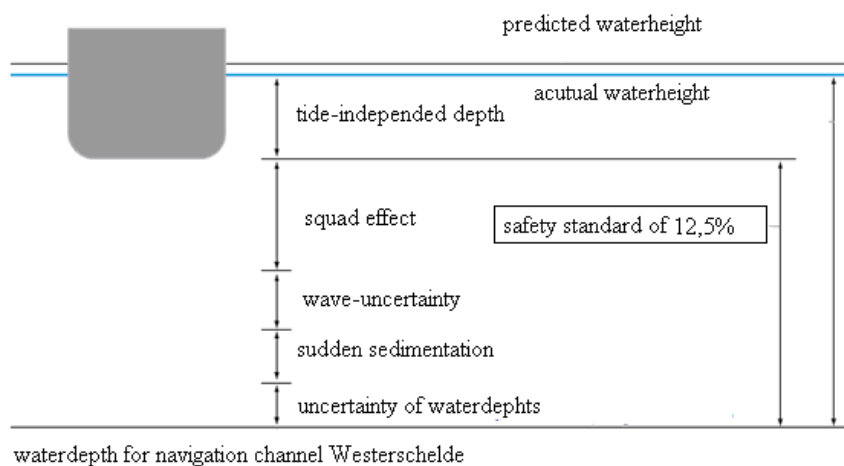 predicted waterheight
acutual waterheight
tide-independed depth
squad effect
safety standard of 12,5%
wave-uncertainty
sudden sedimentation
uncertainty of waterdephts
waterdepth for navigation channel Westerschelde